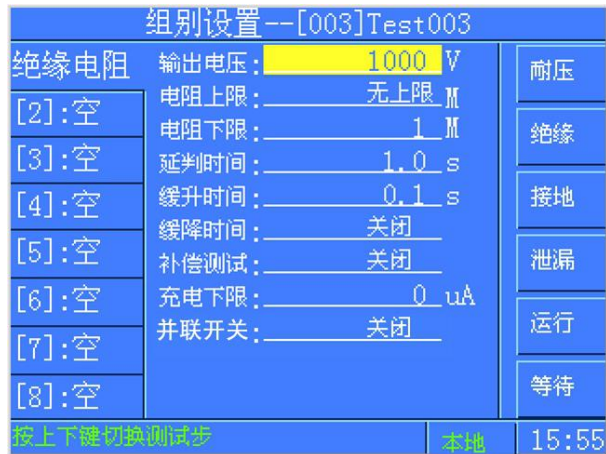 组别设置--[003]Test003
绝缘电阻
[2]:空
[3]:空
[4]:空
[5]:空
[6]:空
[7]:空
[8]:空
输出电压: 1000 V
电阻上限: 无上限 M
电阻下限: 1 M
延判时间: 1.0 s
缓升时间: 0.1 s
缓降时间: 关闭
补偿测试: 关闭
充电下限: 0 uA
并联开关: 关闭
耐压
绝缘
接地
泄漏
运行
等待
按上下键切换测试步
本地
15:55